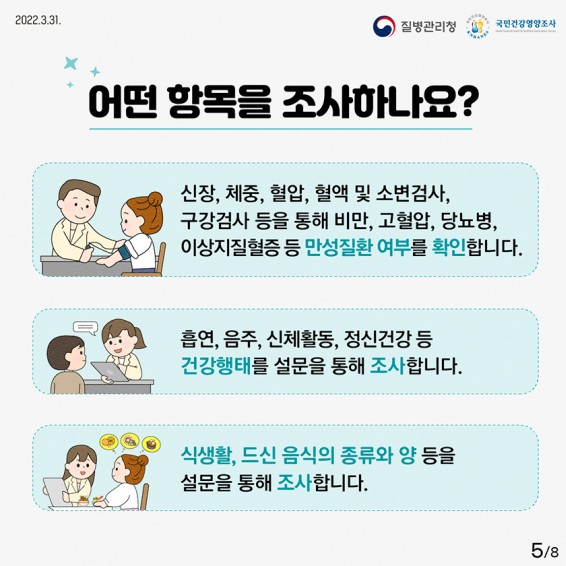 2022.3.31.
질병관리청
국민건강영양조사
어떤 항목을 조사하나요?
신장, 체중, 혈압, 혈액 및 소변검사,
구강검사 등을 통해 비만, 고혈압, 당뇨병,
이상지질혈증 등 만성질환 여부를 확인합니다.
흡연, 음주, 신체활동, 정신건강 등
건강행태를 설문을 통해 조사합니다.
식생활, 드신 음식의 종류와 양 등을
설문을 통해 조사합니다.
5/8